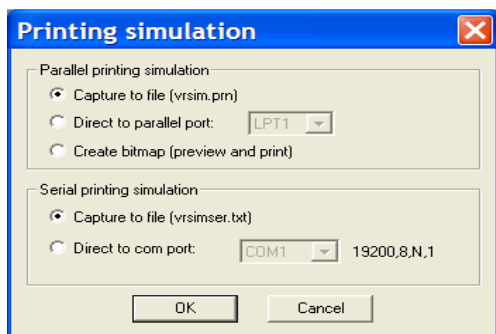 Printing simulation
Parallel printing simulation
Capture to file (vrsim.prn)
Direct to parallel port: LPT1
Create bitmap (preview and print)
Serial printing simulation
Capture to file (vrsimser.txt)
Direct to com port: COM1 19200,8,N,1
OK Cancel